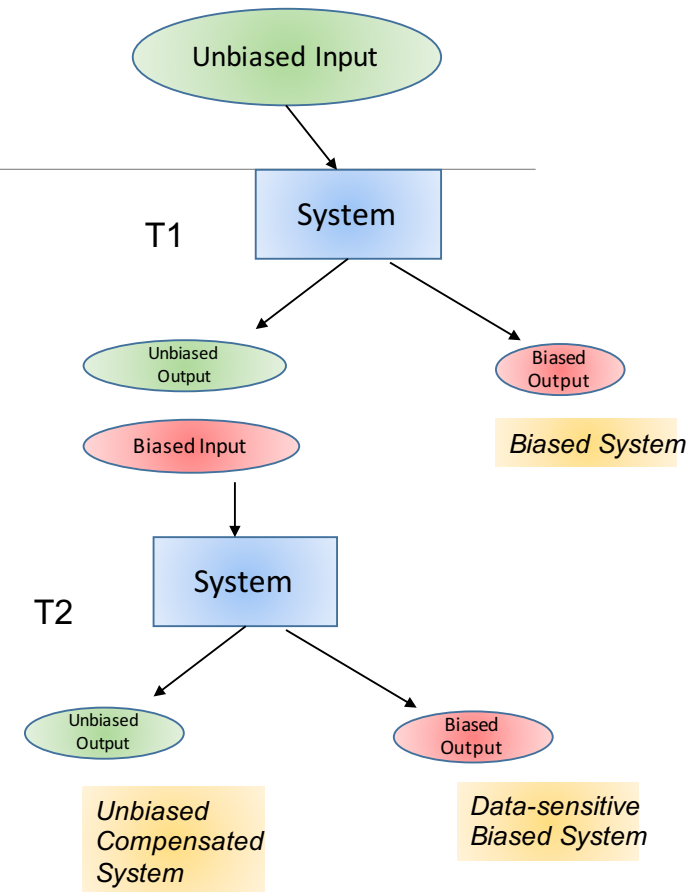 Unbiased Input
System
T1
Unbiased
Output
Biased
Output
Biased Input
Biased System
System
T2
Unbiased
Output
Biased
Output
Unbiased
Compensated
System
Data-sensitive
Biased System